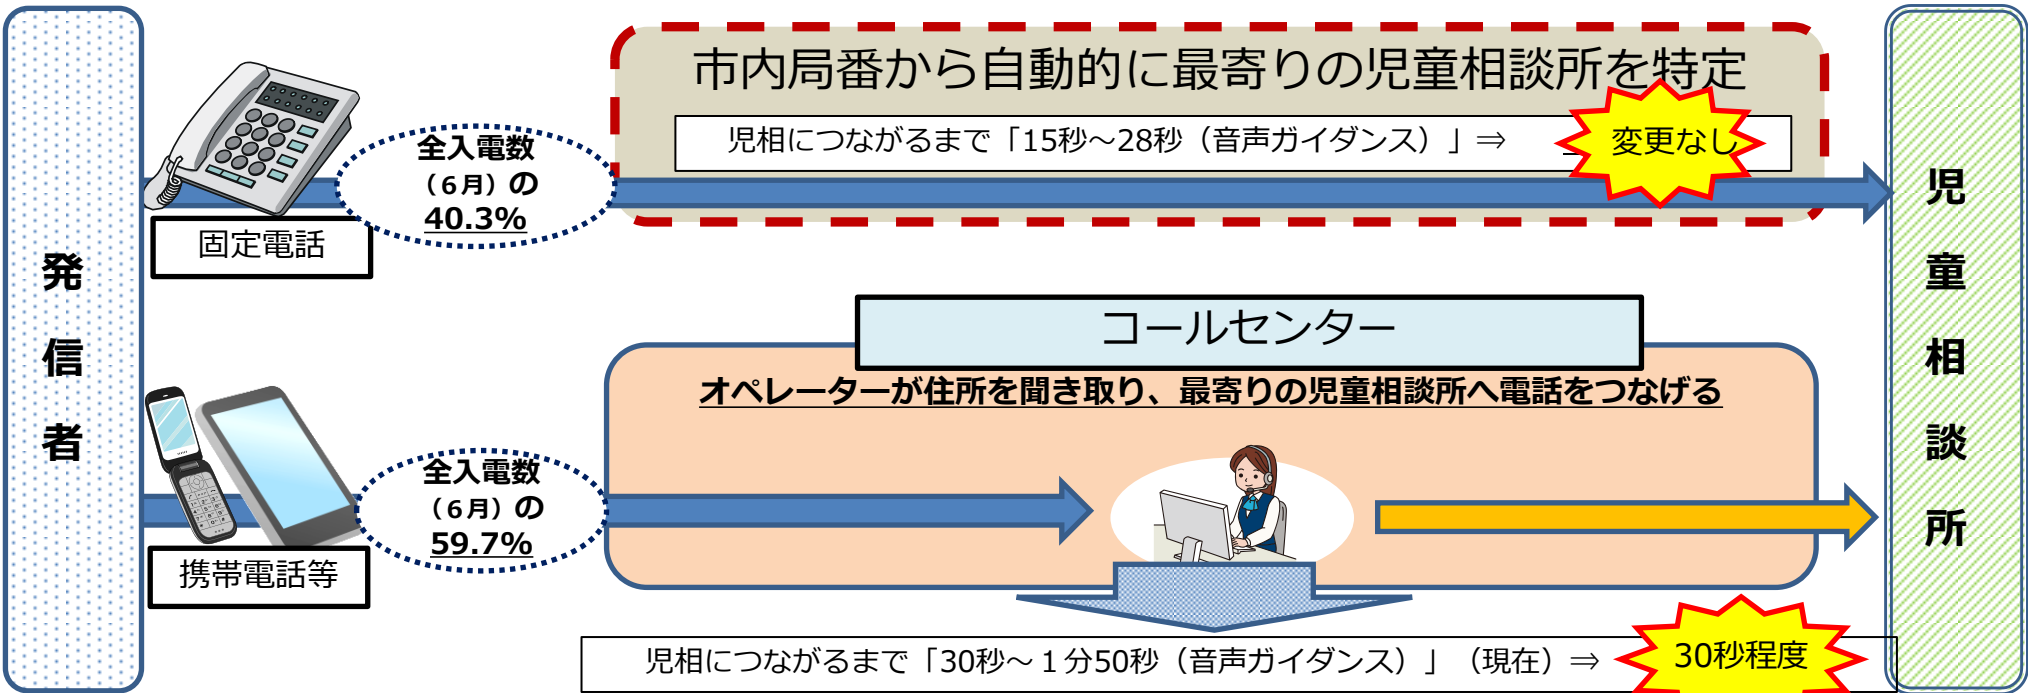 発信者
固定電話
全入電数
（６月）の
40.3%
市内局番から自動的に最寄りの児童相談所を特定
児相につながるまで「15秒～28秒（音声ガイダンス）」⇒ 変更なし
携帯電話等
全入電数
（６月）の
59.7%
コールセンター
オペレーターが住所を聞き取り、最寄りの児童相談所へ電話をつなげる
児相につながるまで「30秒～１分50秒（音声ガイダンス）」（現在）⇒ 30秒程度
児童相談所